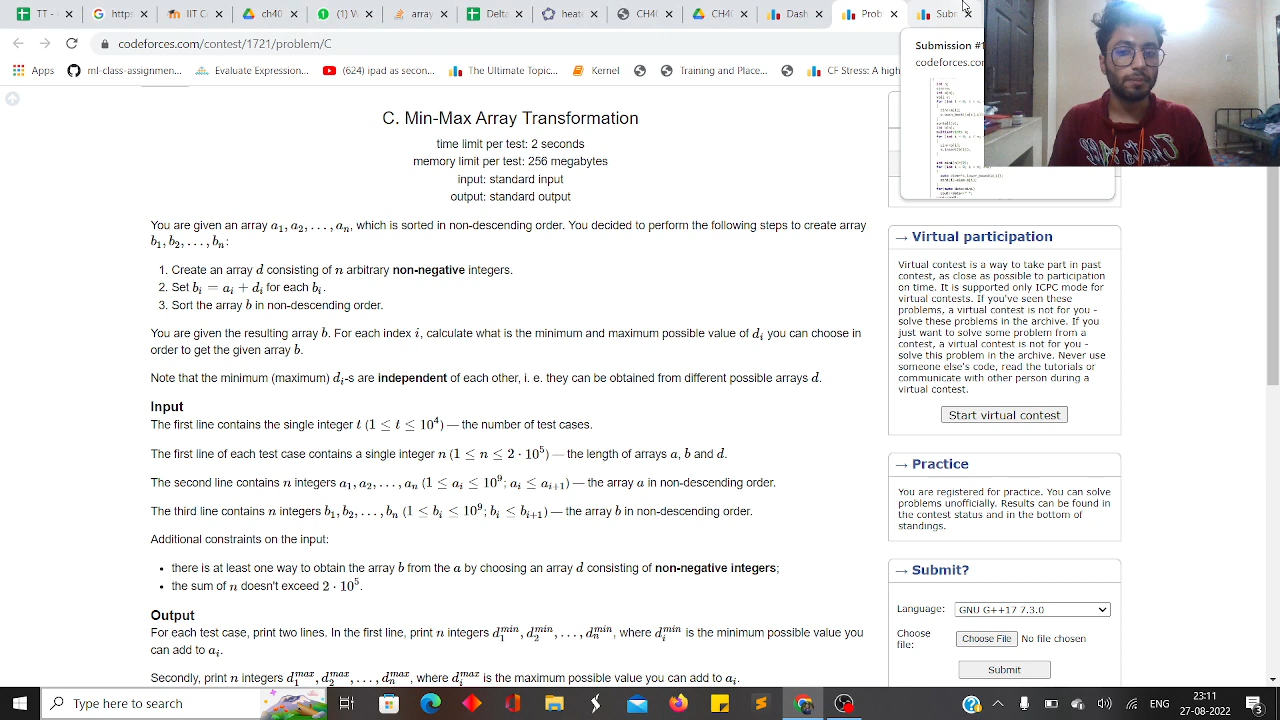 TT -
https:
IIT C
ch40
(1) W
array
Delta
CH4(
Dash
Prob
Sub
codeforces.com/contest/1721/problem/C
Apps
ml-class-assignmen...
Evaluate Expression...
(624) ipad as secon...
The Ultimate Topic...
Kernel
Training and Place...
CF Stress: A high
Submission #1
codeforces.com
C. Min-Max Array Transformation
time limit per test: 2 seconds
memory limit per test: 256 megabytes
input: standard input
output: standard output
You are given an array a1, a2, . . . , an, which is sorted in non-descending order. You decided to perform the following steps to create array
b1, b2, . . . , bn:
1. Create an array d consisting of n arbitrary non-negative integers.
2. Set bi = ai + di for each bi.
3. Sort the array b in non-descending order.
You are given the resulting array b. For each index i, calculate what is the minimum and maximum possible value of di you can choose in
order to get the given array b.
Note that the minimum (maximum) di-s are independent of each other, i. e. they can be obtained from different possible arrays d.
Input
The first line contains the single integer t (1 ≤ t ≤ 10^4) — the number of test cases.
The first line of each test case contains a single integer n (1 ≤ n ≤ 2 · 10^5) — the length of arrays a, b and d.
The second line contains n integers a1, a2, . . . , an (1 ≤ ai ≤ 10^9; ai ≤ ai+1) — the array a in non-descending order.
The third line contains n integers b1, b2, . . . , bn (1 ≤ bi ≤ 10^9; bi ≤ bi+1) — the array b in non-descending order.
Additional constraints on the input:
• there is at least one way to obtain the array b from the a by choosing an array d consisting of non-negative integers;
• the sum of n doesn't exceed 2 · 10^5.
Output
For each test case, print two lines. In the first line, print n integers d1^min, d2^min, . . . , dn^min, where di^min is the minimum possible value you
can add to ai.
Secondly, print n integers d1^max, d2^max, . . . , dn^max, where di^max is the maximum possible value you can add to ai.
→ Virtual participation
Virtual contest is a way to take part in past
contest, as close as possible to participation
on time. It is supported only ICPC mode for
virtual contests. If you've seen these
problems, a virtual contest is not for you -
solve these problems in the archive. If you
just want to solve some problem from a
contest, a virtual contest is not for you -
solve this problem in the archive. Never use
someone else's code, read the tutorials or
communicate with other person during a
virtual contest.
Start virtual contest
→ Practice
You are registered for practice. You can solve
problems unofficially. Results can be found in
the contest status and in the bottom of
standings.
→ Submit?
Language: GNU G++17 7.3.0
Choose
file:
Choose File No file chosen
Submit
Type here to search
ENG
23:11
27-08-2022